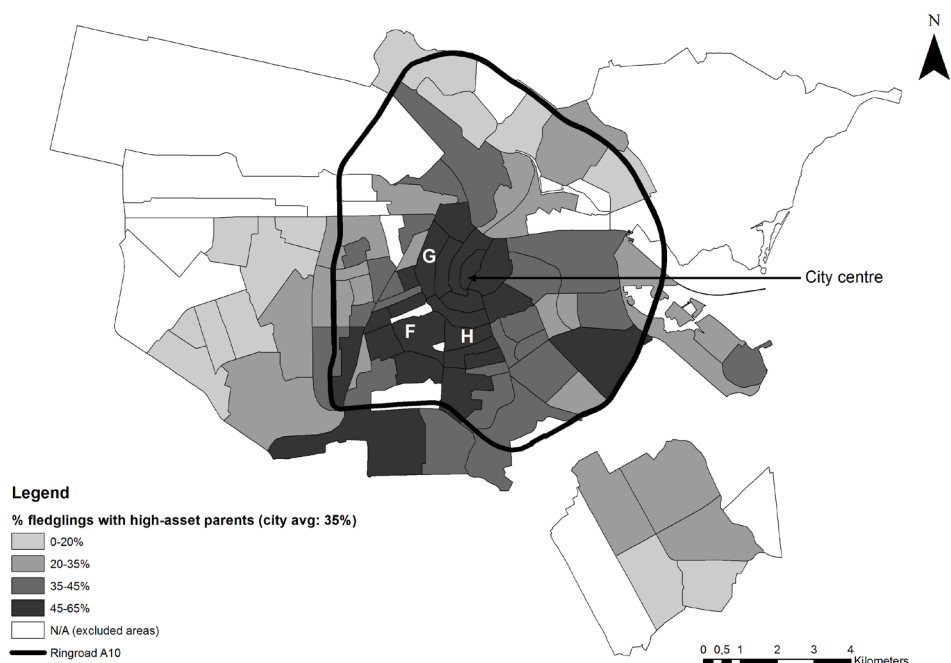 N
G
City centre
F
H
Legend
% fledglings with high-asset parents (city avg: 35%)
0-20%
20-35%
35-45%
45-65%
N/A (excluded areas)
Ringroad A10
0 0,5 1 2 3 4
Kilometers